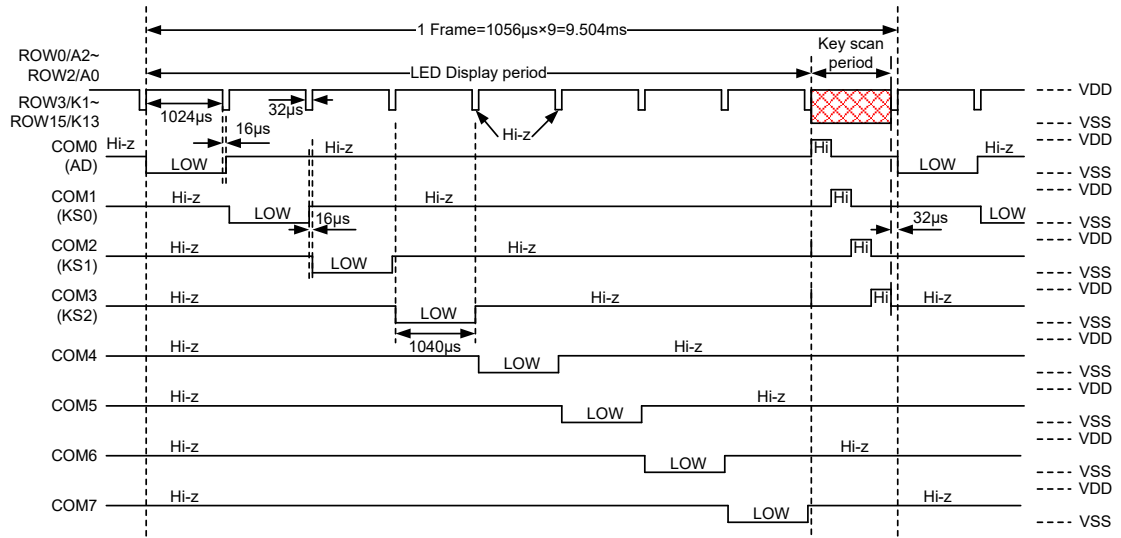 1 Frame=1056μs×9=9.504ms
Key scan
period
ROW0/A2~
ROW2/A0
LED Display period
ROW3/K1~
ROW15/K13
1024μs
32μs
16μs
Hi-z
VDD
VSS
COM0
(AD)
Hi-z
LOW
Hi-z
Hi
LOW
Hi-z
VDD
VSS
COM1
(KS0)
Hi-z
LOW
16μs
Hi-z
Hi
32μs
LOW
VDD
VSS
COM2
(KS1)
Hi-z
LOW
Hi-z
Hi
VDD
VSS
COM3
(KS2)
Hi-z
LOW
1040μs
Hi-z
Hi
Hi-z
VDD
VSS
COM4
Hi-z
LOW
Hi-z
VDD
VSS
COM5
Hi-z
LOW
Hi-z
VDD
VSS
COM6
Hi-z
LOW
Hi-z
VDD
VSS
COM7
Hi-z
LOW
Hi-z
VDD
VSS